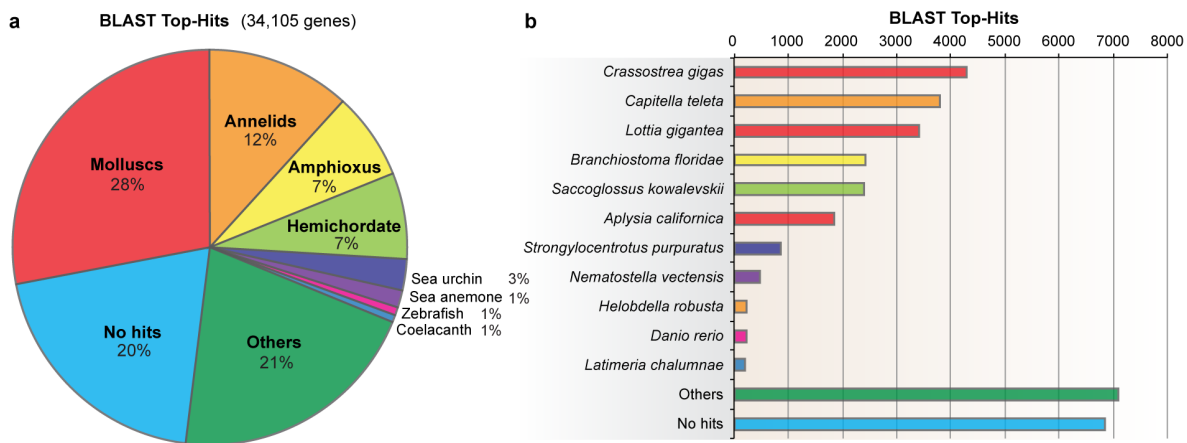 a
BLAST Top-Hits (34,105 genes)
Annelids
12%
Amphioxus
7%
Hemichordate
7%
Molluscs
28%
Sea urchin 3%
Sea anemone 1%
Zebrafish 1%
Coelacanth 1%
No hits
20%
Others
21%
b
BLAST Top-Hits
0 1000 2000 3000 4000 5000 6000 7000 8000
Crassostrea gigas
Capitella teleta
Lottia gigantea
Branchiostoma floridae
Saccoglossus kowalevskii
Aplysia californica
Strongylocentrotus purpuratus
Nematostella vectensis
Helobdella robusta
Danio rerio
Latimeria chalumnae
Others
No hits